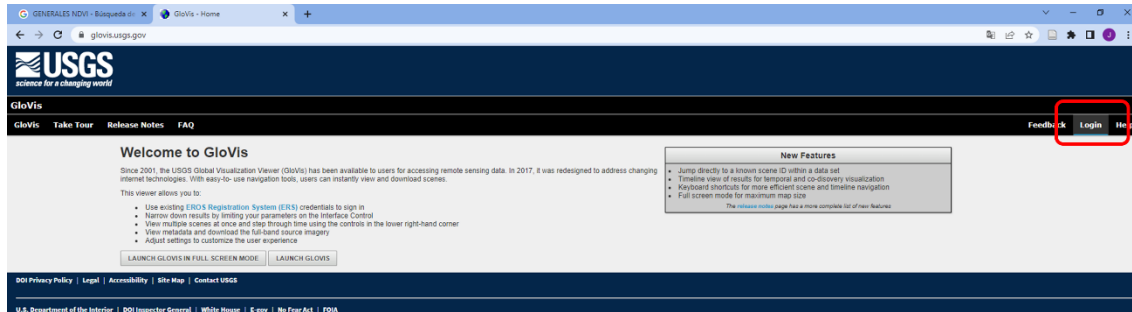 GENERALES NDVI - Búsqueda de
GloVis - Home
glovis.usgs.gov
J
USGS
science for a changing world
GloVis
GloVis Take Tour Release Notes FAQ Feedback Login Help
Welcome to GloVis
Since 2001, the USGS Global Visualization Viewer (GloVis) has been available to users for accessing remote sensing data. In 2017, it was redesigned to address changing
internet technologies. With easy-to- use navigation tools, users can instantly view and download scenes.
This viewer allows you to:
Use existing EROS Registration System (ERS) credentials to sign in
Narrow down results by limiting your parameters on the Interface Control
View multiple scenes at once and step through time using the controls in the lower right-hand corner
View metadata and download the full-band source imagery
Adjust settings to customize the user experience
LAUNCH GLOVIS IN FULL SCREEN MODE LAUNCH GLOVIS
New Features
Jump directly to a known scene ID within a data set
Timeline view of results for temporal and co-disovery visualization
Keyboard shortcuts for more efficient scene and timeline navigation
Full screen mode for maximum map size
The release notes page has a more complete list of new features
DOI Privacy Policy | Legal | Accessibility | Site Map | Contact USGS
U.S. Department of the Interior | DOI Inspector General | White House | E-gov | No Fear Act | FOIA